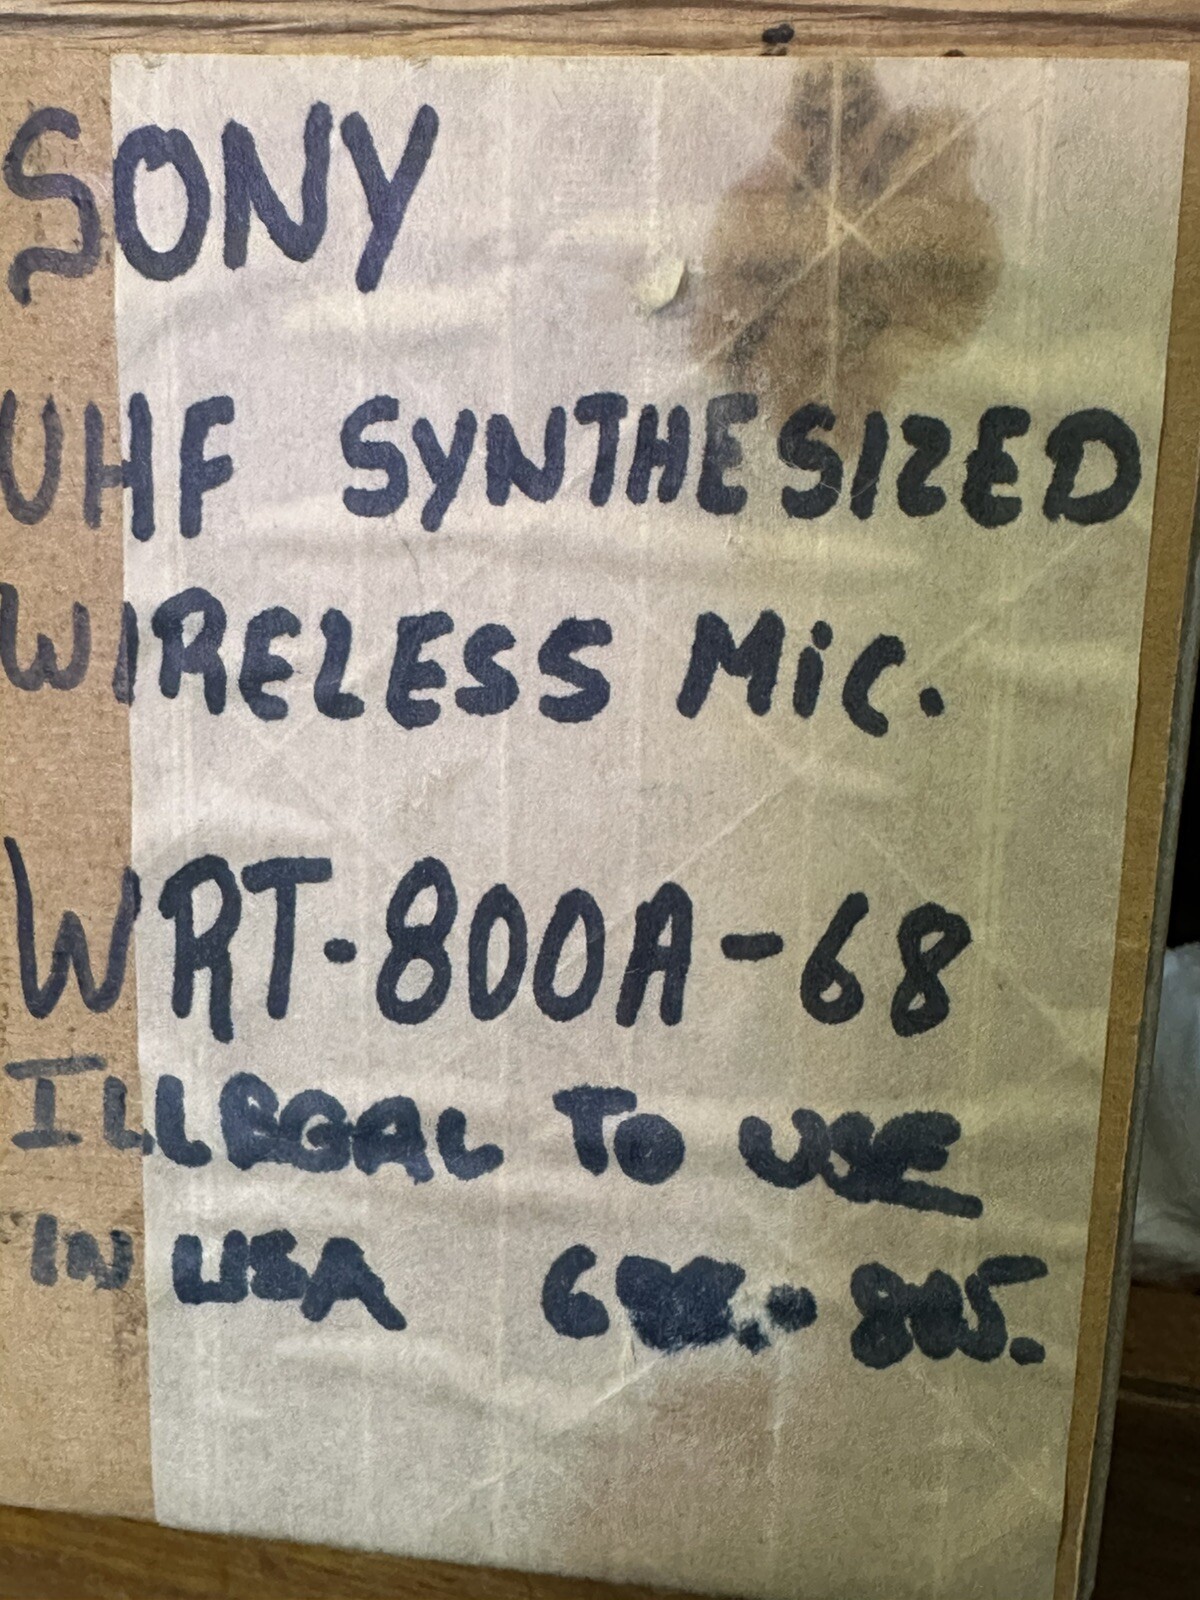 SONY
UHF SYNTHESIZED
WIRELESS MiC.
WRT-800A-68
ILLEGAL TO USE
IN USA